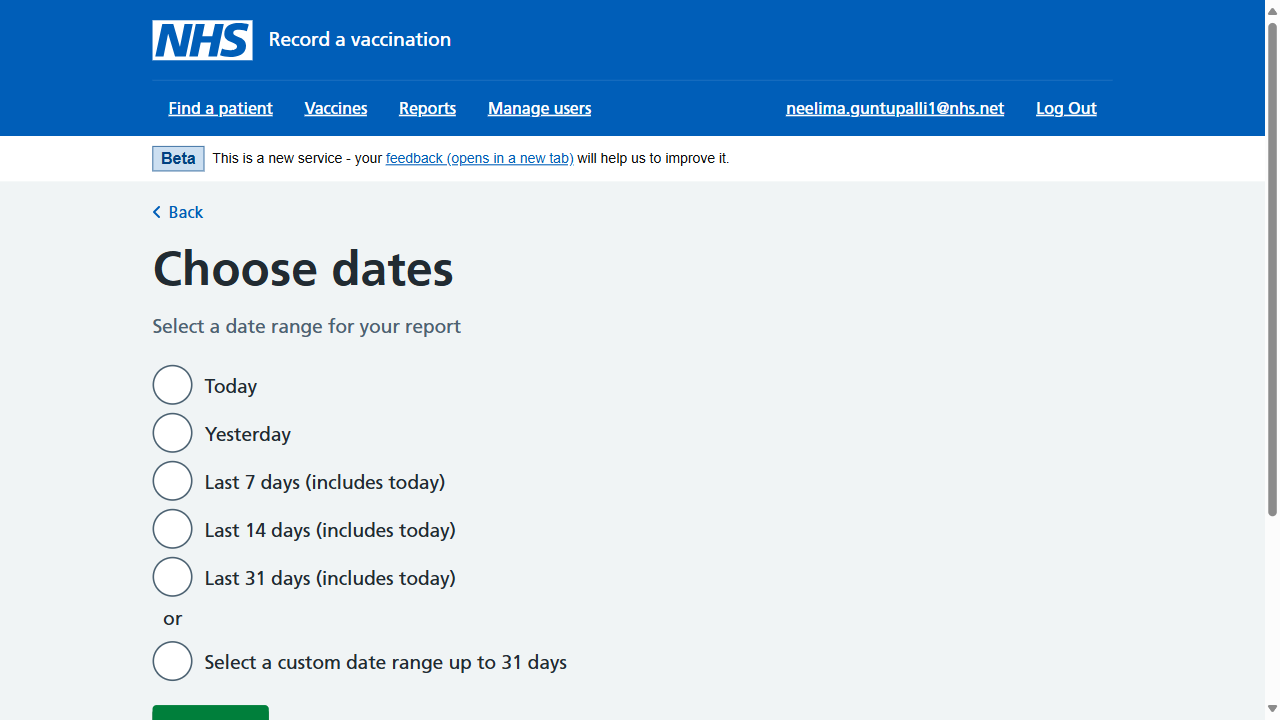 NHS Record a vaccination
Find a patient Vaccines Reports Manage users neelima.guntupalli1@nhs.net Log Out
Beta This is a new service - your feedback (opens in a new tab) will help us to improve it.
Back
Choose dates
Select a date range for your report
Today
Yesterday
Last 7 days (includes today)
Last 14 days (includes today)
Last 31 days (includes today)
or
Select a custom date range up to 31 days